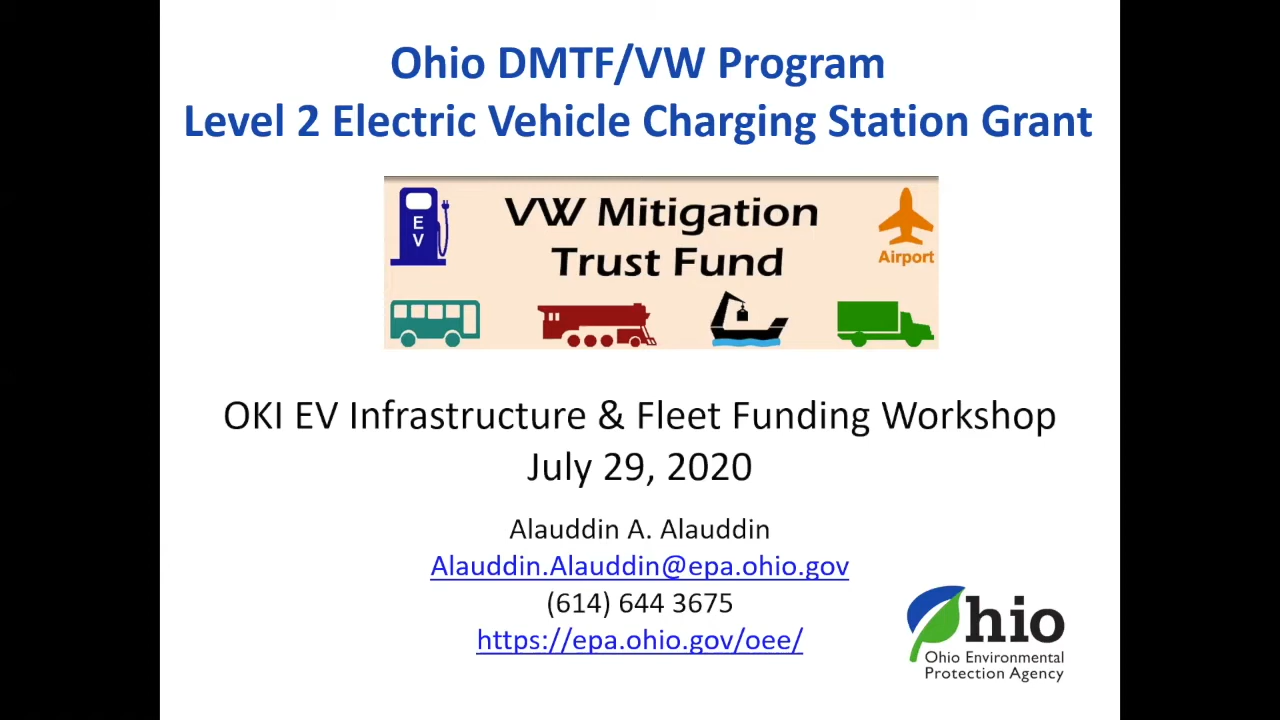 Ohio DMTF/VW Program
Level 2 Electric Vehicle Charging Station Grant
EV
VW Mitigation
Trust Fund
Airport
OKI EV Infrastructure & Fleet Funding Workshop
July 29, 2020
Alauddin A. Alauddin
Alauddin.Alauddin@epa.ohio.gov
(614) 644 3675
https://epa.ohio.gov/oee/
Ohio
Ohio Environmental
Protection Agency